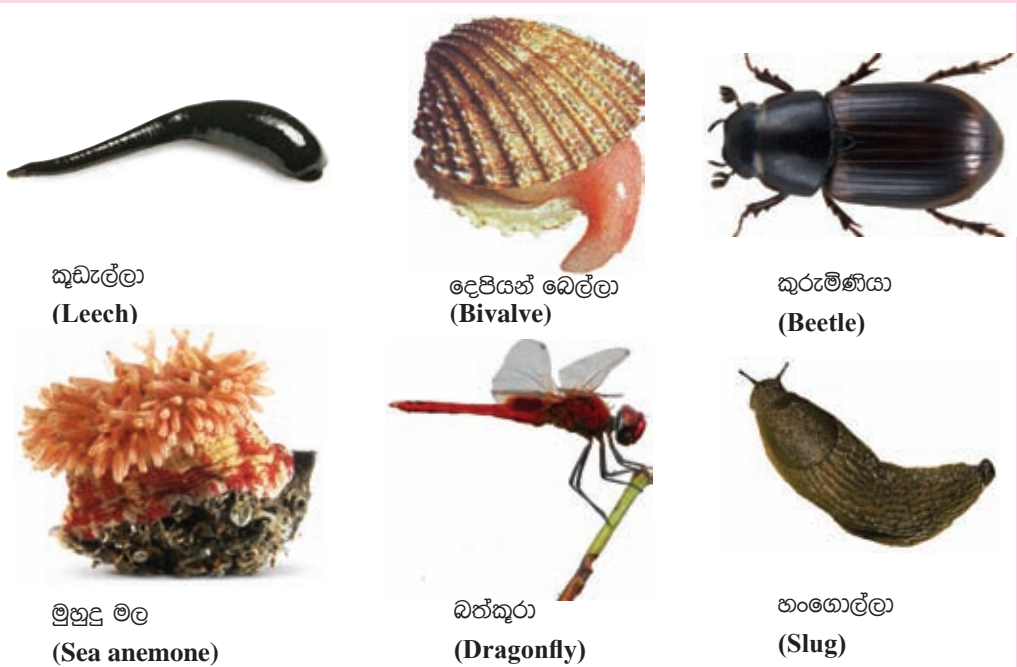 කූඩැල්ලා
(Leech)
දෙපියන් බෙල්ලා
(Bivalve)
කුරුමිණියා
(Beetle)
මුහුදු මල
(Sea anemone)
බත්කූරා
(Dragonfly)
හංගොල්ලා
(Slug)